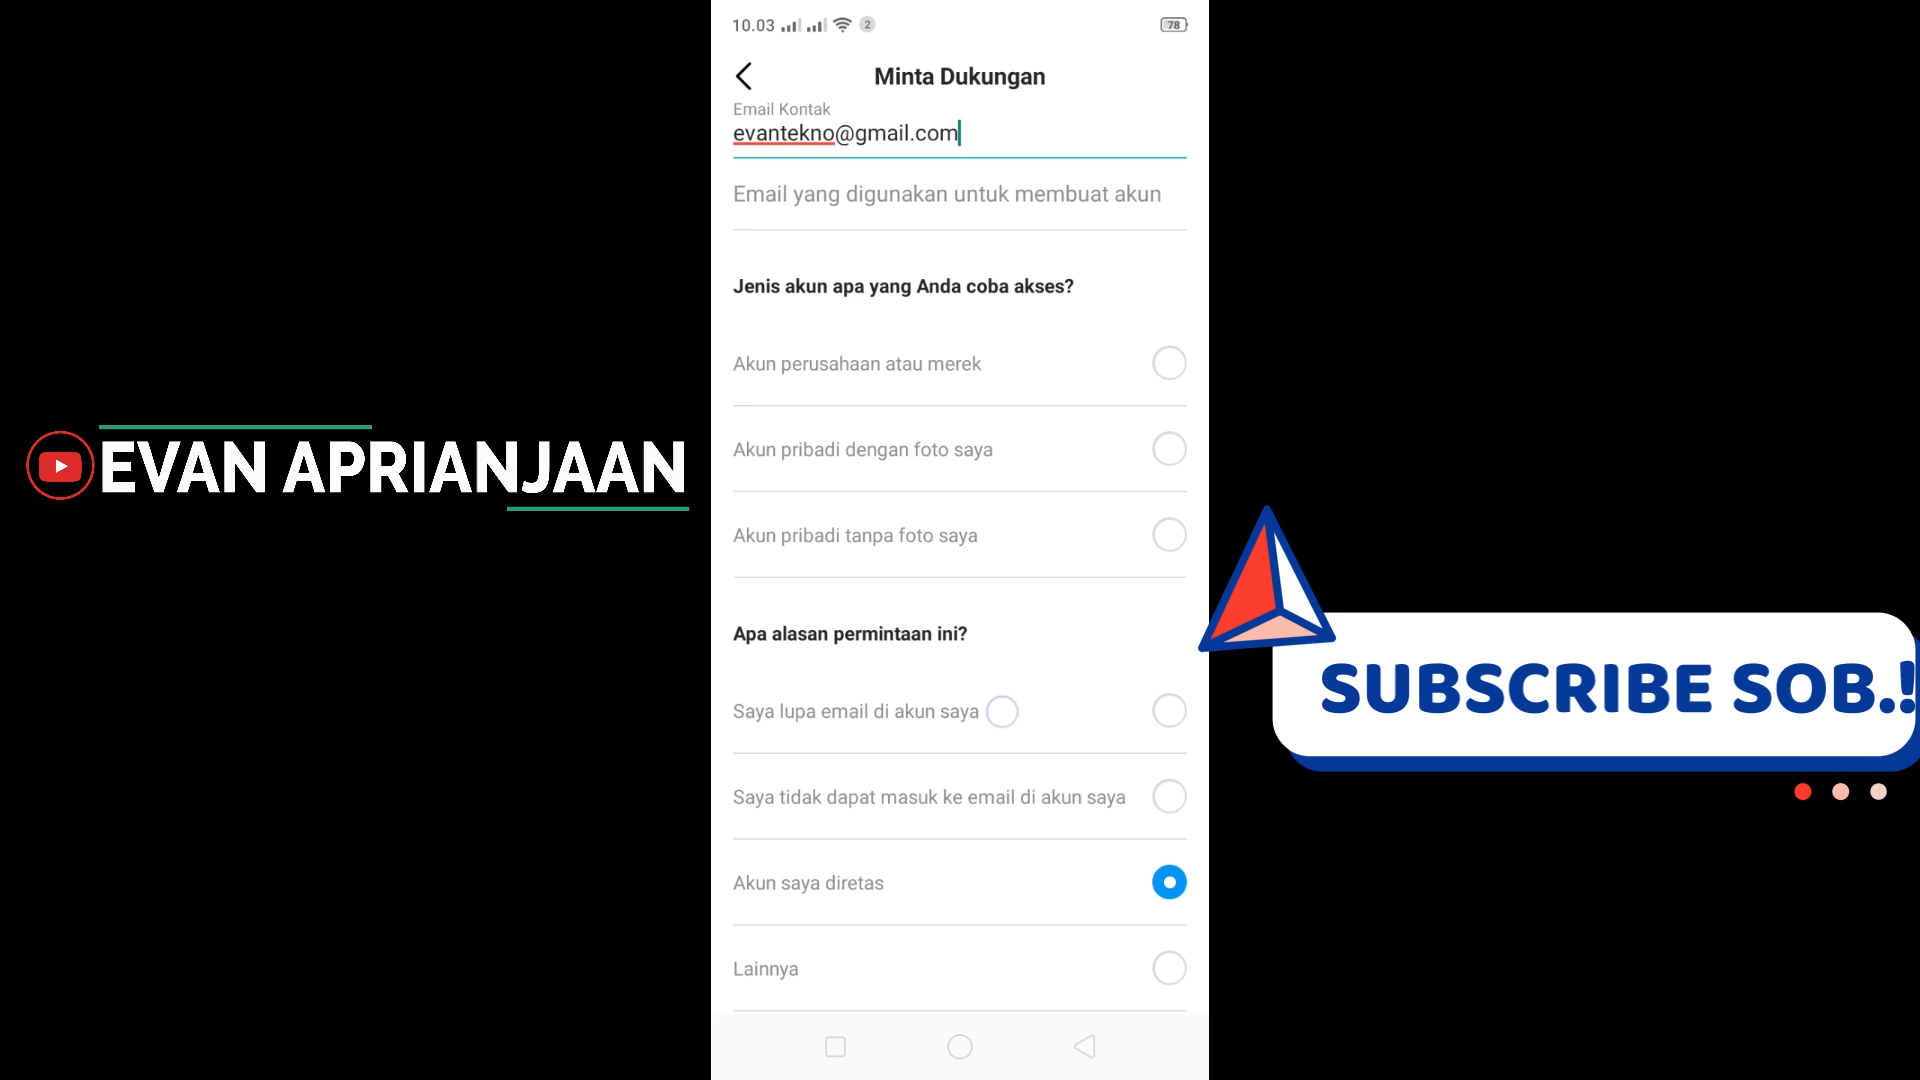 10.03
2
78
Minta Dukungan
Email Kontak
evantekno@gmail.com
Email yang digunakan untuk membuat akun
Jenis akun apa yang Anda coba akses?
Akun perusahaan atau merek
Akun pribadi dengan foto saya
Akun pribadi tanpa foto saya
Apa alasan permintaan ini?
Saya lupa email di akun saya
Saya tidak dapat masuk ke email di akun saya
Akun saya diretas
Lainnya
EVAN APRIANJAAN
SUBSCRIBE SOB.!